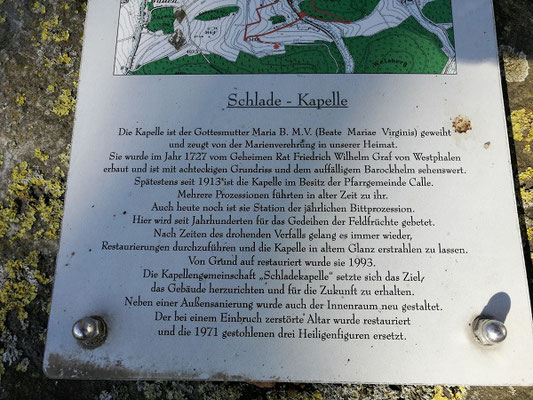 Schlade - Kapelle
Die Kapelle ist der Gottesmutter Maria B. M.V. (Beate Mariae Virginis) geweiht
und zeugt von der Marienverehrung in unserer Heimat.
Sie wurde im Jahr 1727 vom Geheimen Rat Friedrich Wilhelm Graf von Westphalen
erbaut und ist mit achteckigen Grundriss und dem auffälligem Barockhelm sehenswert.
Spätestens seit 1913 ist die Kapelle im Besitz der Pfarrgemeinde Calle.
Mehrere Prozessionen führten in alter Zeit zu ihr.
Auch heute noch ist sie Station der jährlichen Bittprozession.
Hier wird seit Jahrhunderten für das Gedeihen der Feldfrüchte gebetet.
Nach Zeiten des drohenden Verfalls gelang es immer wieder,
Restaurierungen durchzuführen und die Kapelle in altem Glanz erstrahlen zu lassen.
Von Grund auf restauriert wurde sie 1993.
Die Kapellengemeinschaft „Schladekapelle" setzte sich das Ziel,
das Gebäude herzurichten und für die Zukunft zu erhalten.
Neben einer Außensanierung wurde auch der Innenraum neu gestaltet.
Der bei einem Einbruch zerstörte Altar wurde restauriert
und die 1971 gestohlenen drei Heiligenfiguren ersetzt.